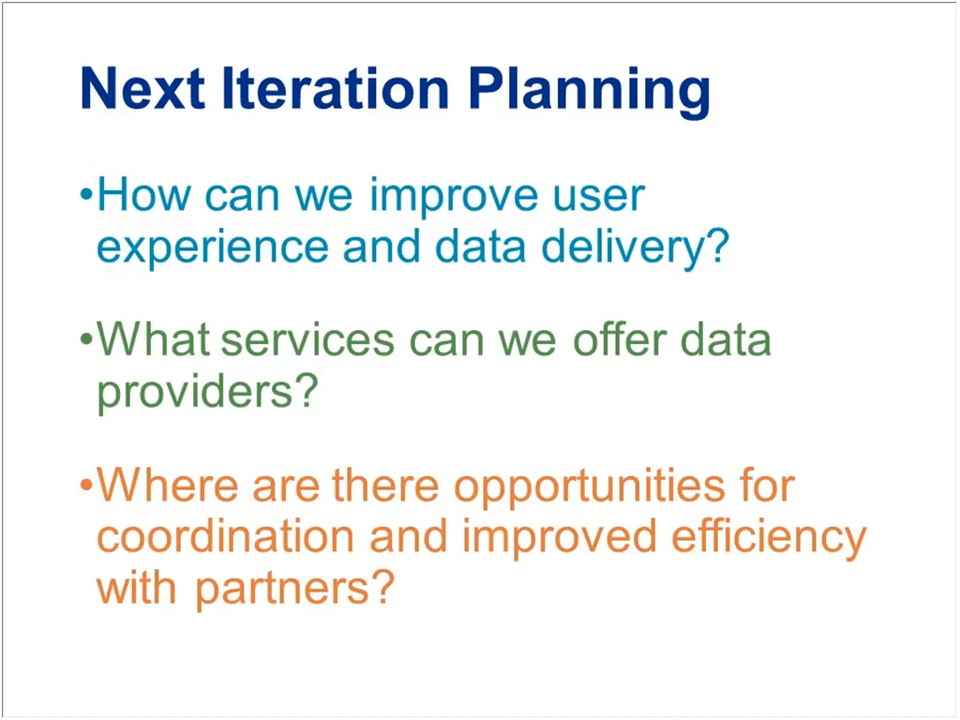 Next Iteration Planning
•How can we improve user
experience and data delivery?
•What services can we offer data
providers?
•Where are there opportunities for
coordination and improved efficiency
with partners?